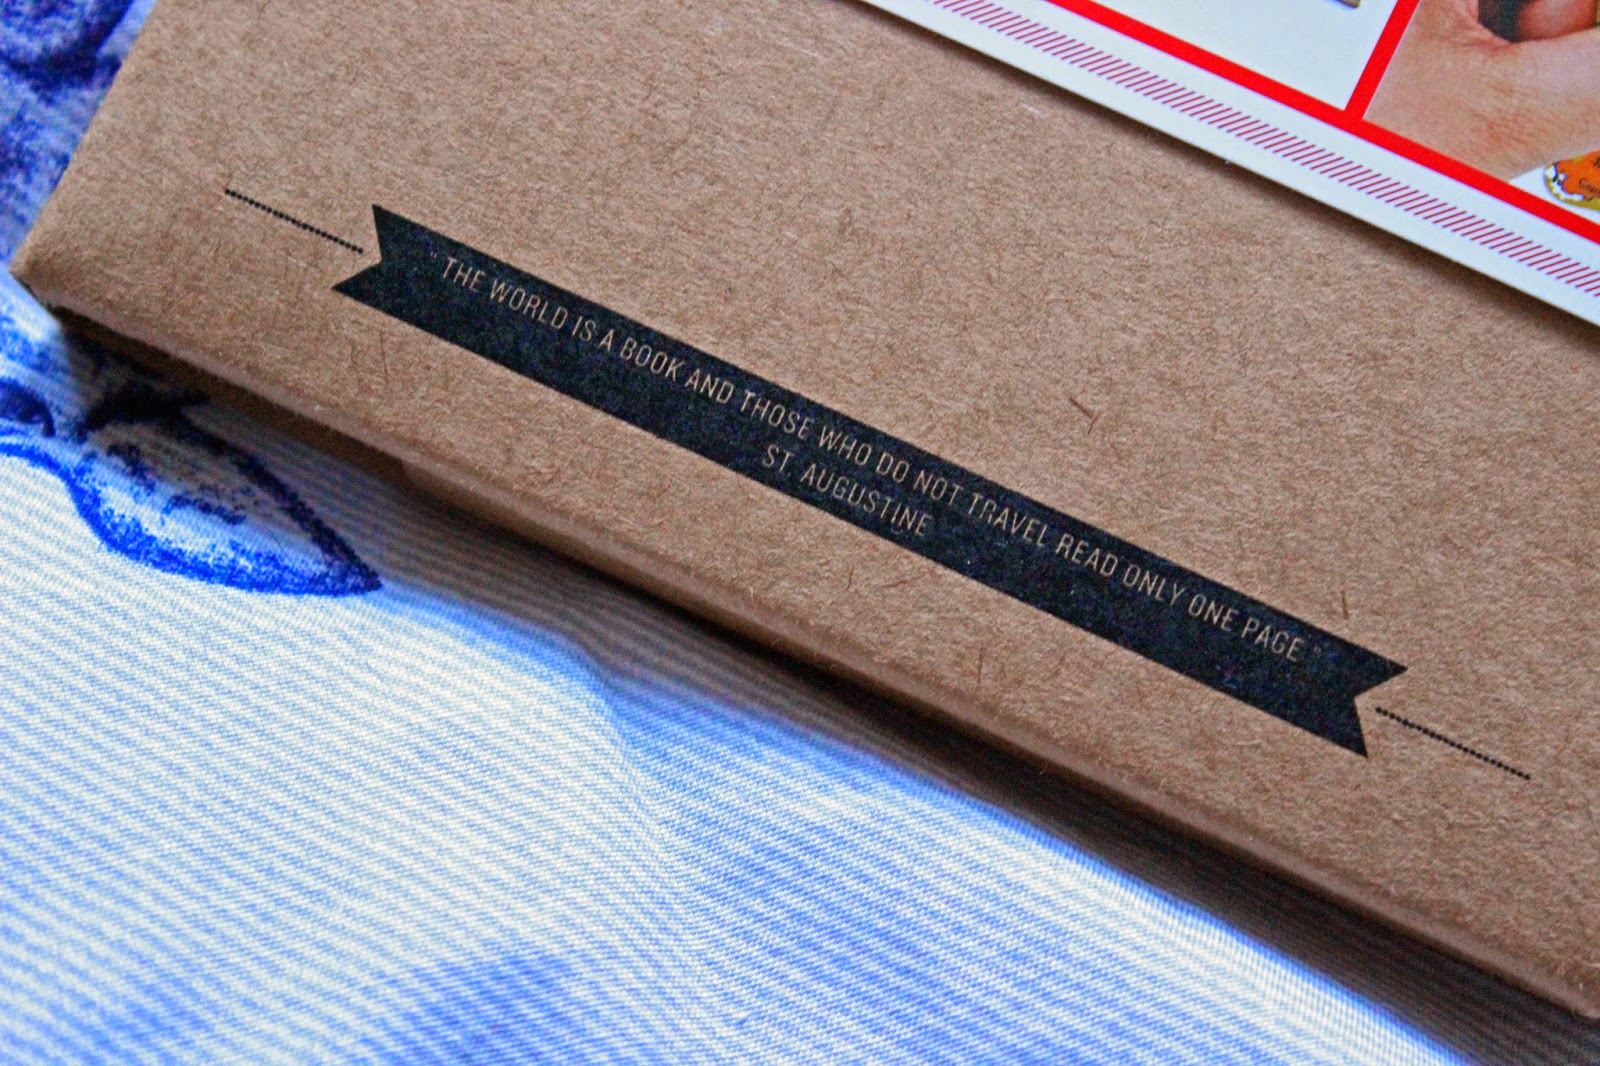 " THE WORLD IS A BOOK AND THOSE WHO DO NOT TRAVEL READ ONLY ONE PAGE "
ST. AUGUSTINE